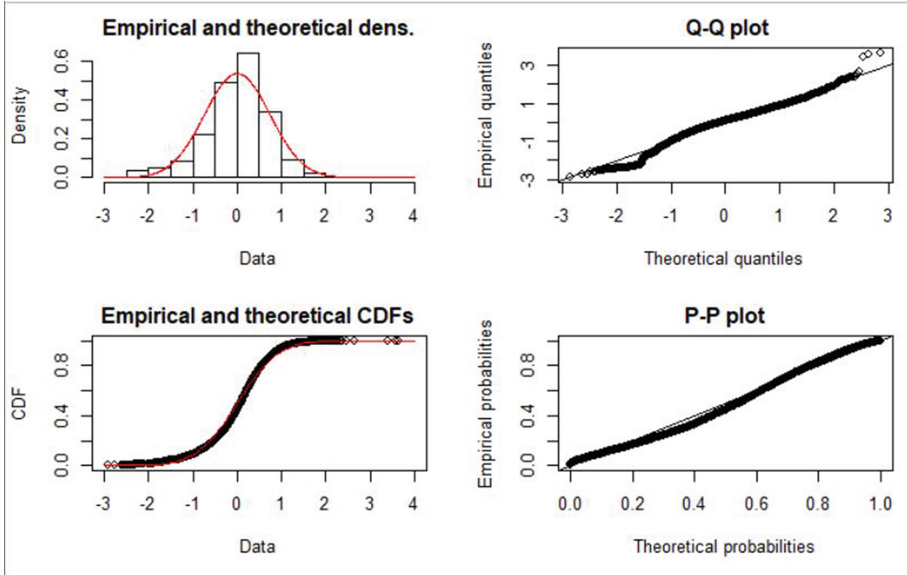 Empirical and theoretical dens.
Density
0.0 0.2 0.4 0.6
-3 -2 -1 0 1 2 3 4
Data
Q-Q plot
Empirical quantiles
-3 -1 1 3
-3 -2 -1 0 1 2 3
Theoretical quantiles
Empirical and theoretical CDFs
CDF
0.0 0.4 0.8
-3 -2 -1 0 1 2 3 4
Data
P-P plot
Empirical probabilities
0.0 0.4 0.8
0.0 0.2 0.4 0.6 0.8 1.0
Theoretical probabilities